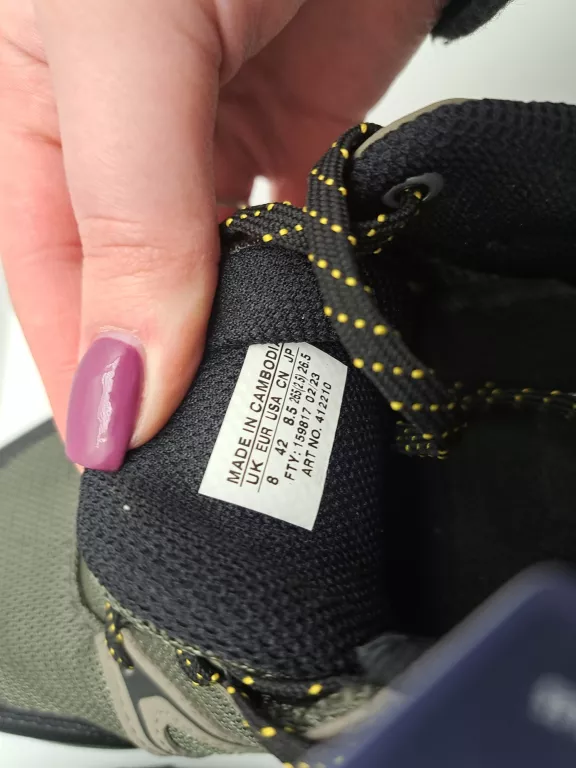 MADE IN CAMBODIA
UK EUR USA CN JP
8 42 8.5 265(2.5) 26.5
FTY: 159817 02/23
ART NO. 412210